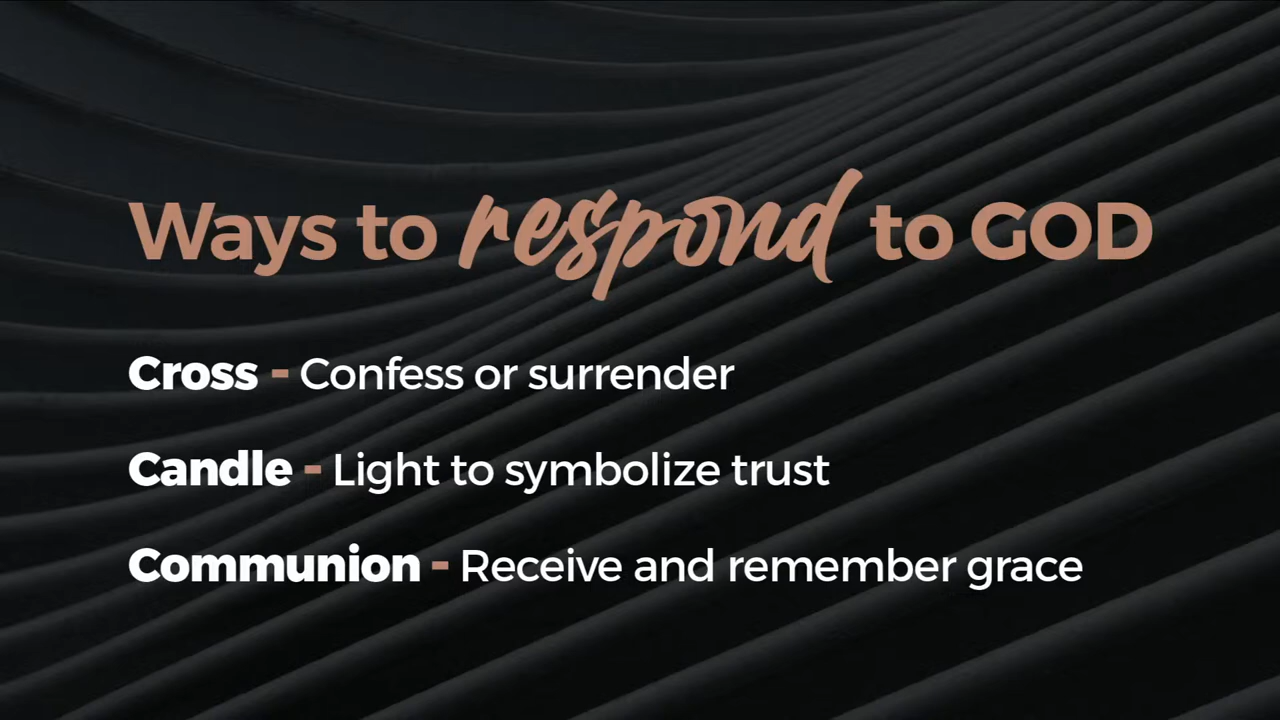 Ways to respond to GOD
Cross - Confess or surrender
Candle - Light to symbolize trust
Communion - Receive and remember grace